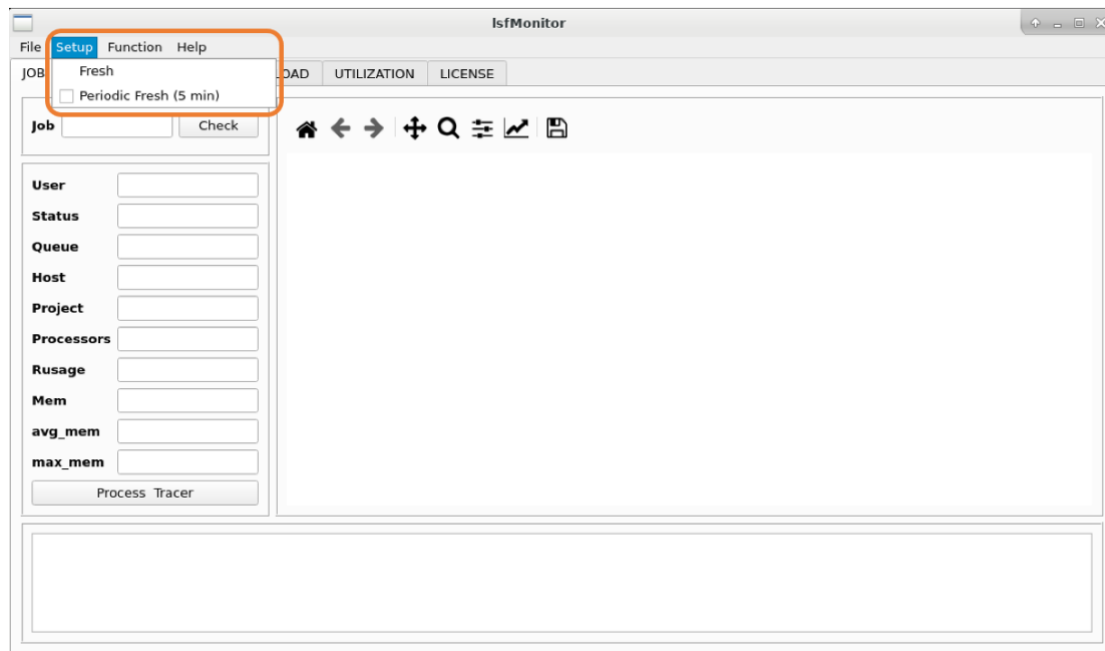 lsfMonitor
File Setup Function Help
Fresh
Periodic Fresh (5 min)
JOB OAD UTILIZATION LICENSE
Job Check
User
Status
Queue
Host
Project
Processors
Rusage
Mem
avg_mem
max_mem
Process Tracer